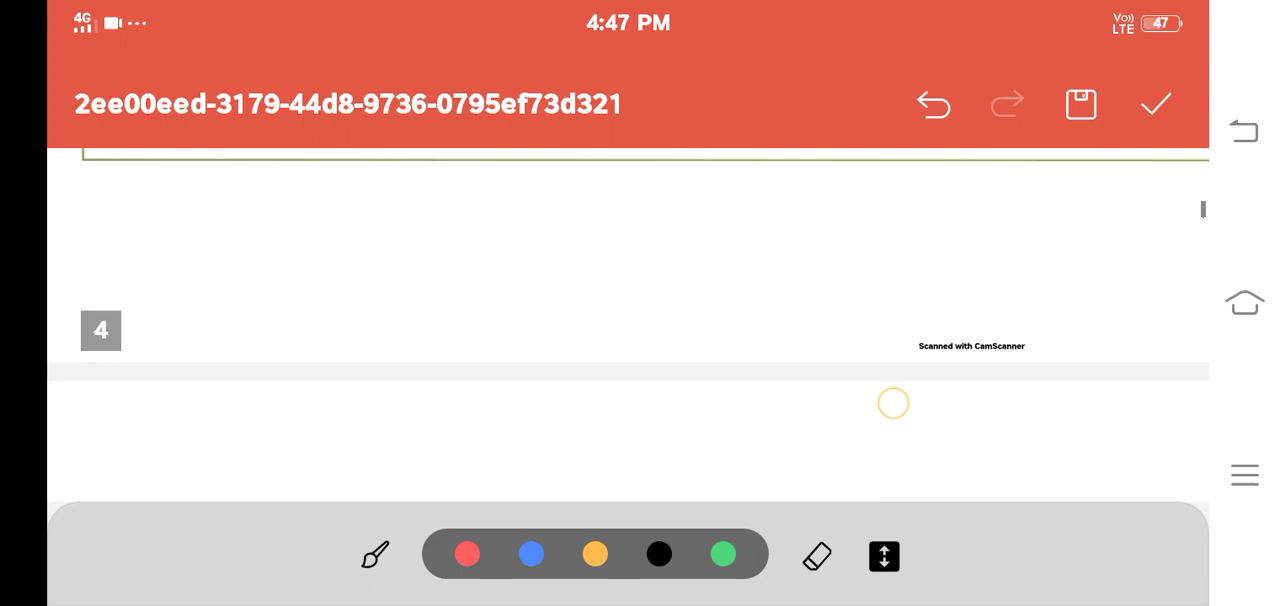 4G
4:47 PM
Vo))
LTE
47
2ee00eed-3179-44d8-9736-0795ef73d321
4
Scanned with CamScanner